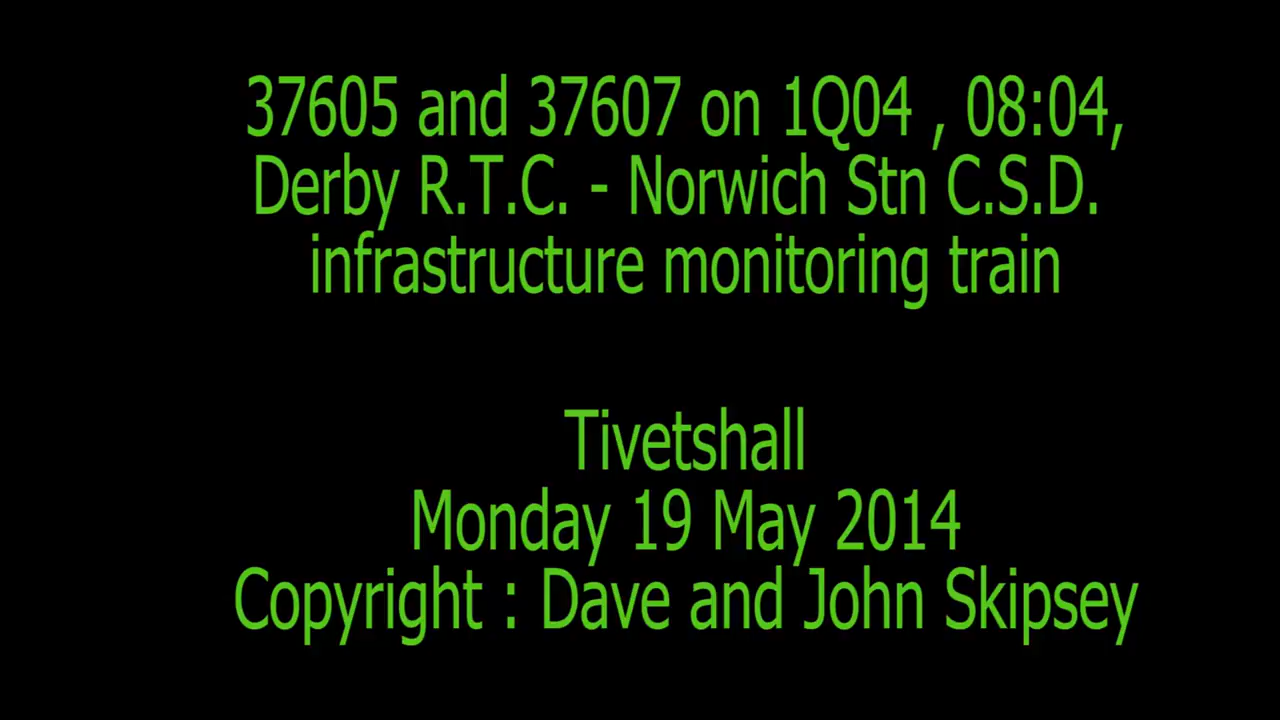 37605 and 37607 on 1Q04 , 08:04,
Derby R.T.C. - Norwich Stn C.S.D.
infrastructure monitoring train
Tivetshall
Monday 19 May 2014
Copyright : Dave and John Skipsey